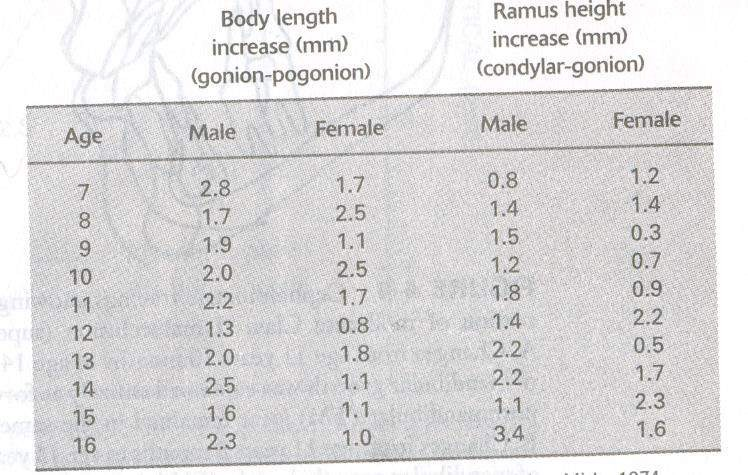 Body length Ramus height
increase (mm) increase (mm)
(gonion-pogonion) (condylar-gonion)
Age Male Female Male Female
7 2.8 1.7 0.8 1.2
8 1.7 2.5 1.4 1.4
9 1.9 1.1 1.5 0.3
10 2.0 2.5 1.2 0.7
11 2.2 1.7 1.8 0.9
12 1.3 0.8 1.4 2.2
13 2.0 1.8 2.2 0.5
14 2.5 1.1 2.2 1.7
15 1.6 1.1 1.1 2.3
16 2.3 1.0 3.4 1.6